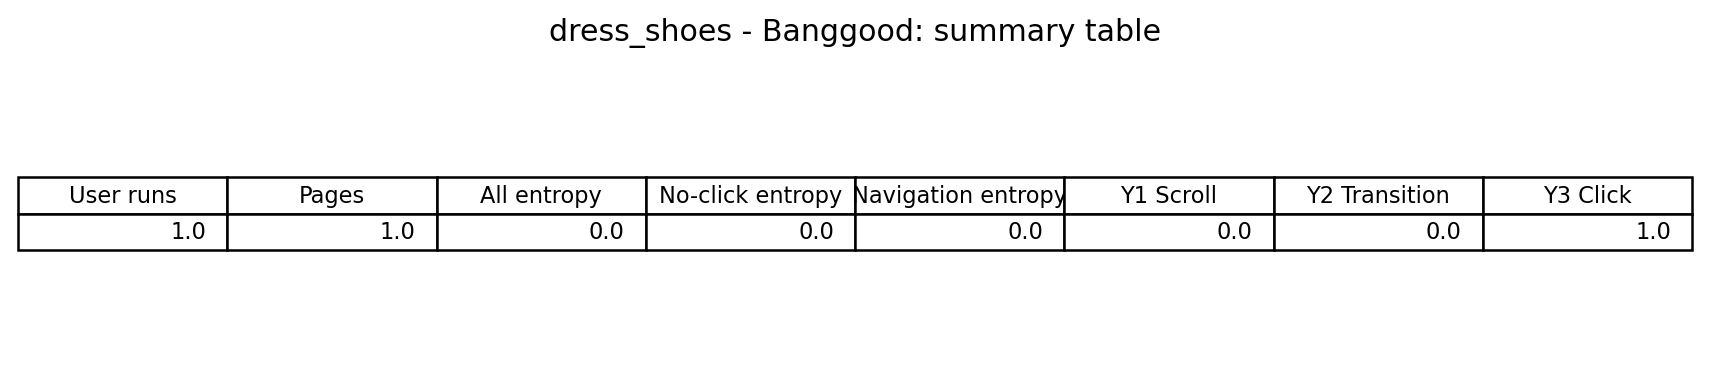 dress_shoes - Banggood: summary table
User runs Pages All entropy No-click entropy Navigation entropy Y1 Scroll Y2 Transition Y3 Click
1.0 1.0 0.0 0.0 0.0 0.0 0.0 1.0